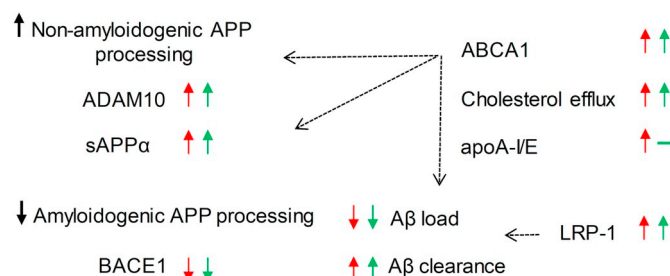 Non-amyloidogenic APP
processing
ADAM10
sAPPα
ABCA1
Cholesterol efflux
apoA-I/E
Amyloidogenic APP processing
BACE1
Aβ load
Aβ clearance
LRP-1